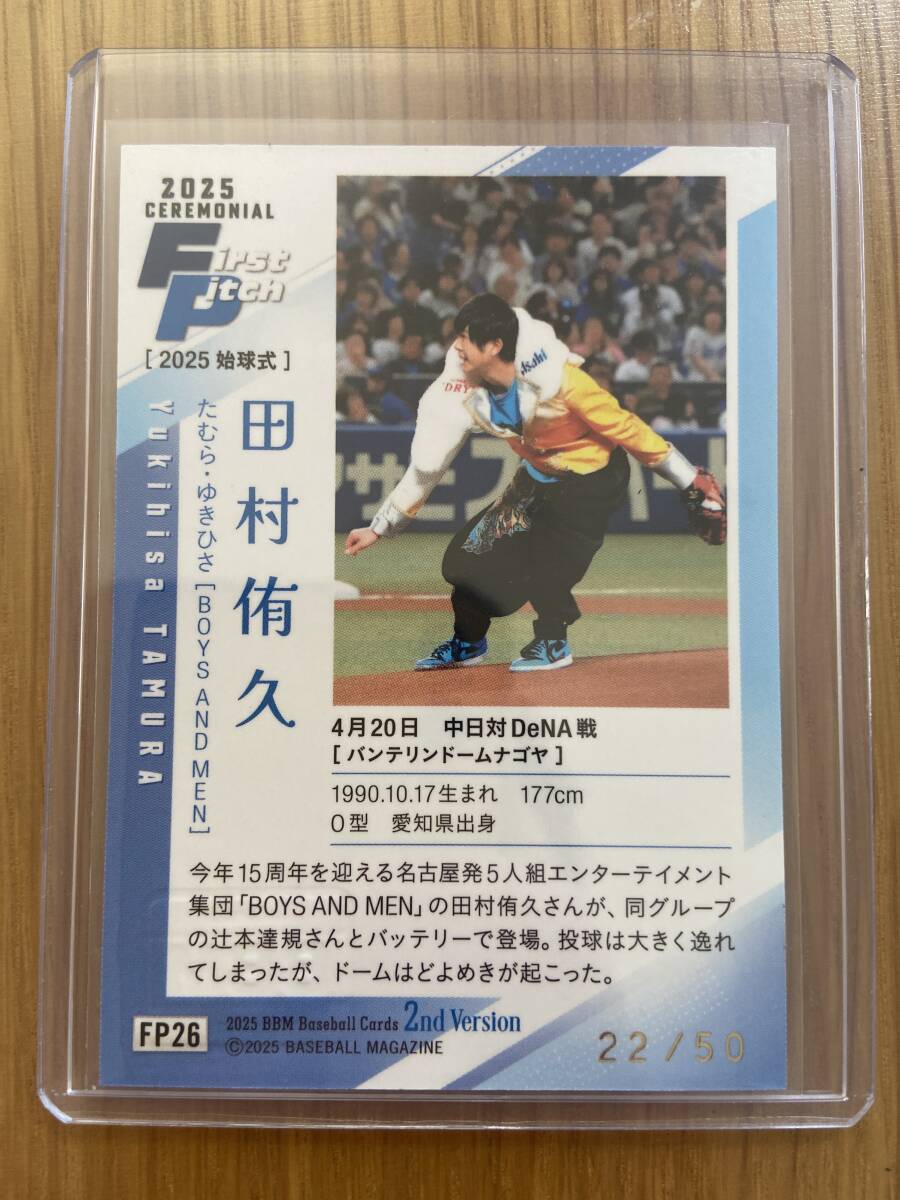 2025
CEREMONIAL
First
Pitch
[ 2025 始球式 ]
田村侑久
たむら・ゆきひさ [BOYS AND MEN]
Yukihisa TAMURA
Asahi
DRY
4月20日 中日対DeNA戦
[ バンテリンドームナゴヤ ]
1990.10.17生まれ 177cm
O型 愛知県出身
今年15周年を迎える名古屋発5人組エンターテイメント
集団「BOYS AND MEN」の田村侑久さんが、同グループ
の辻本達規さんとバッテリーで登場。投球は大きく逸れ
てしまったが、ドームはどよめきが起こった。
FP26
2025 BBM Baseball Cards 2nd Version
©2025 BASEBALL MAGAZINE
22/50